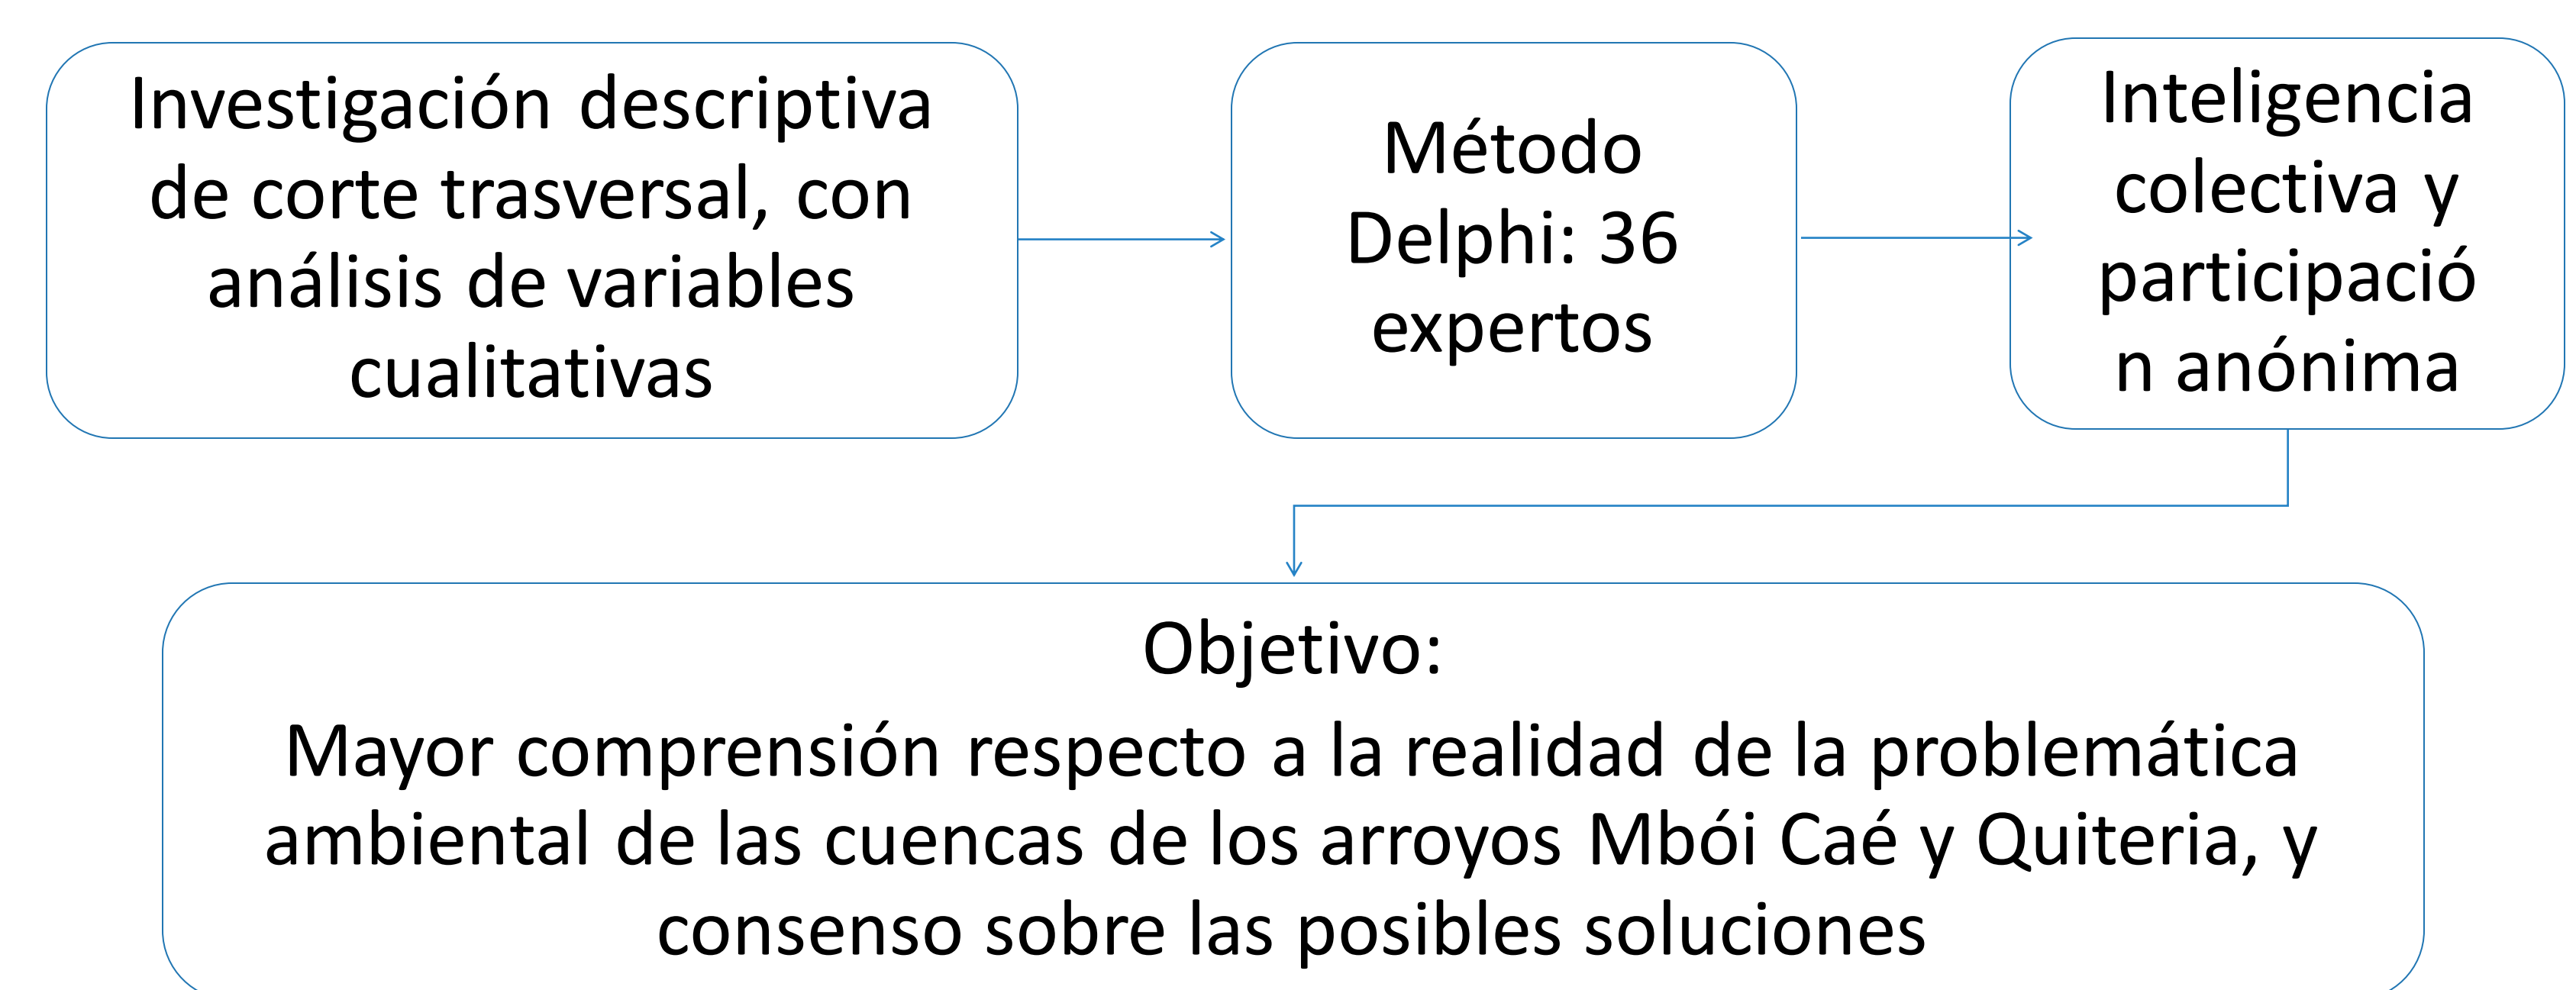 Investigación descriptiva
de corte trasversal, con
análisis de variables
cualitativas
Método
Delphi: 36
expertos
Inteligencia
colectiva y
participació
n anónima
Objetivo:
Mayor comprensión respecto a la realidad de la problemática
ambiental de las cuencas de los arroyos Mbói Caé y Quiteria, y
consenso sobre las posibles soluciones